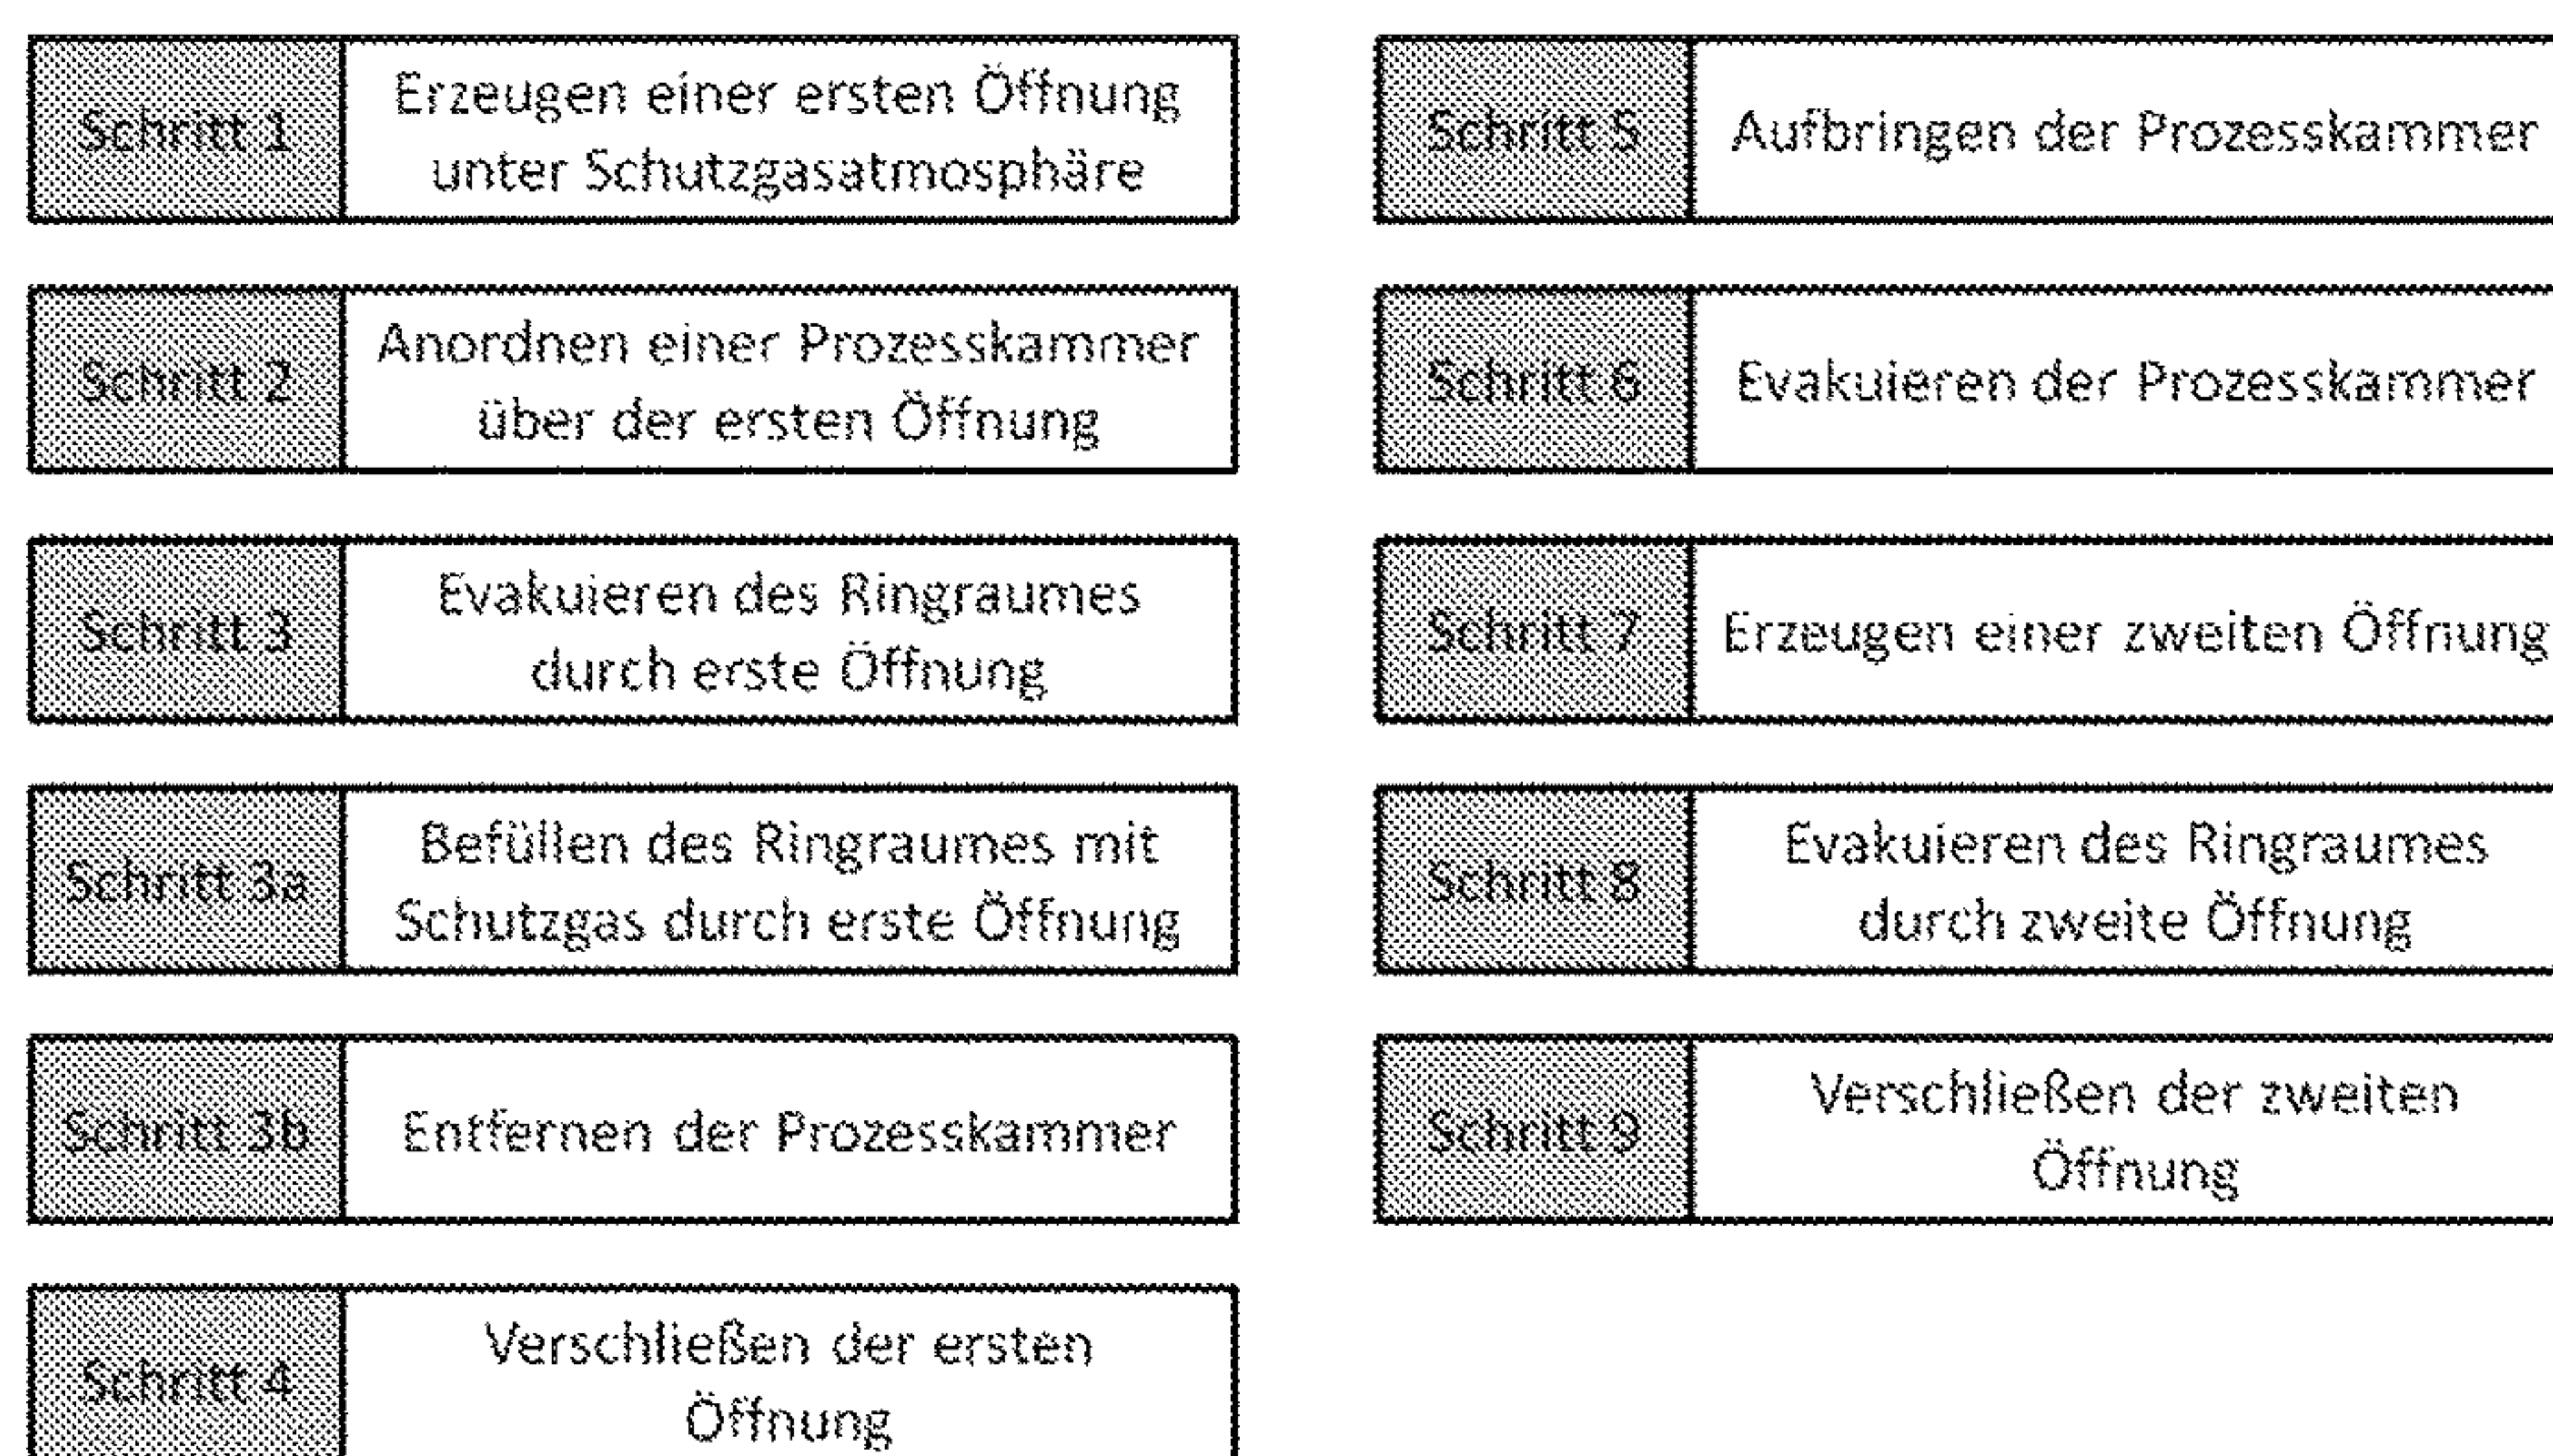 Schritt 1
Erzeugen einer ersten Öffnung
unter Schutzgasatmosphäre
Schritt 2
Anordnen einer Prozesskammer
über der ersten Öffnung
Schritt 3
Evakuieren des Ringraumes
durch erste Öffnung
Schritt 3a
Befüllen des Ringraumes mit
Schutzgas durch erste Öffnung
Schritt 3b
Entfernen der Prozesskammer
Schritt 4
Verschließen der ersten
Öffnung
Schritt 5
Aufbringen der Prozesskammer
Schritt 6
Evakuieren der Prozesskammer
Schritt 7
Erzeugen einer zweiten Öffnung
Schritt 8
Evakuieren des Ringraumes
durch zweite Öffnung
Schritt 9
Verschließen der zweiten
Öffnung